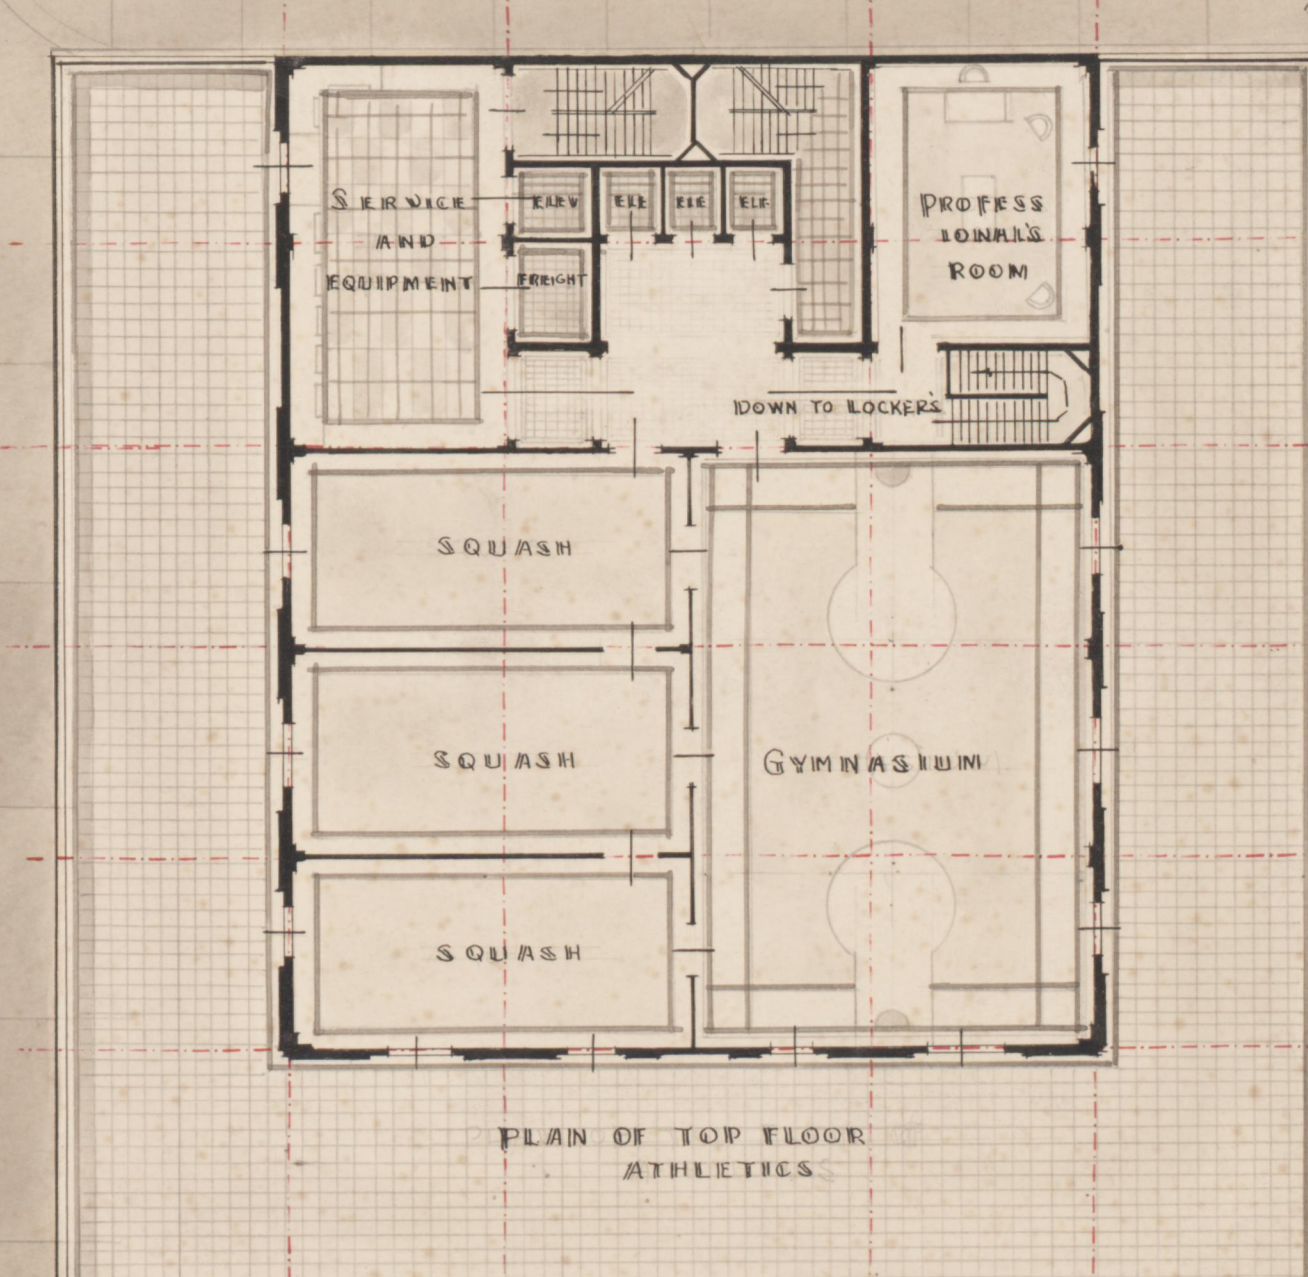 SERVICE
AND
EQUIPMENT
ELEV
ELE
ELE
ELE
FREIGHT
PROFESS
IONAL'S
ROOM
DOWN TO LOCKER'S
SQUASH
SQUASH
SQUASH
GYMNASIUM
PLAN OF TOP FLOOR
ATHLETICS